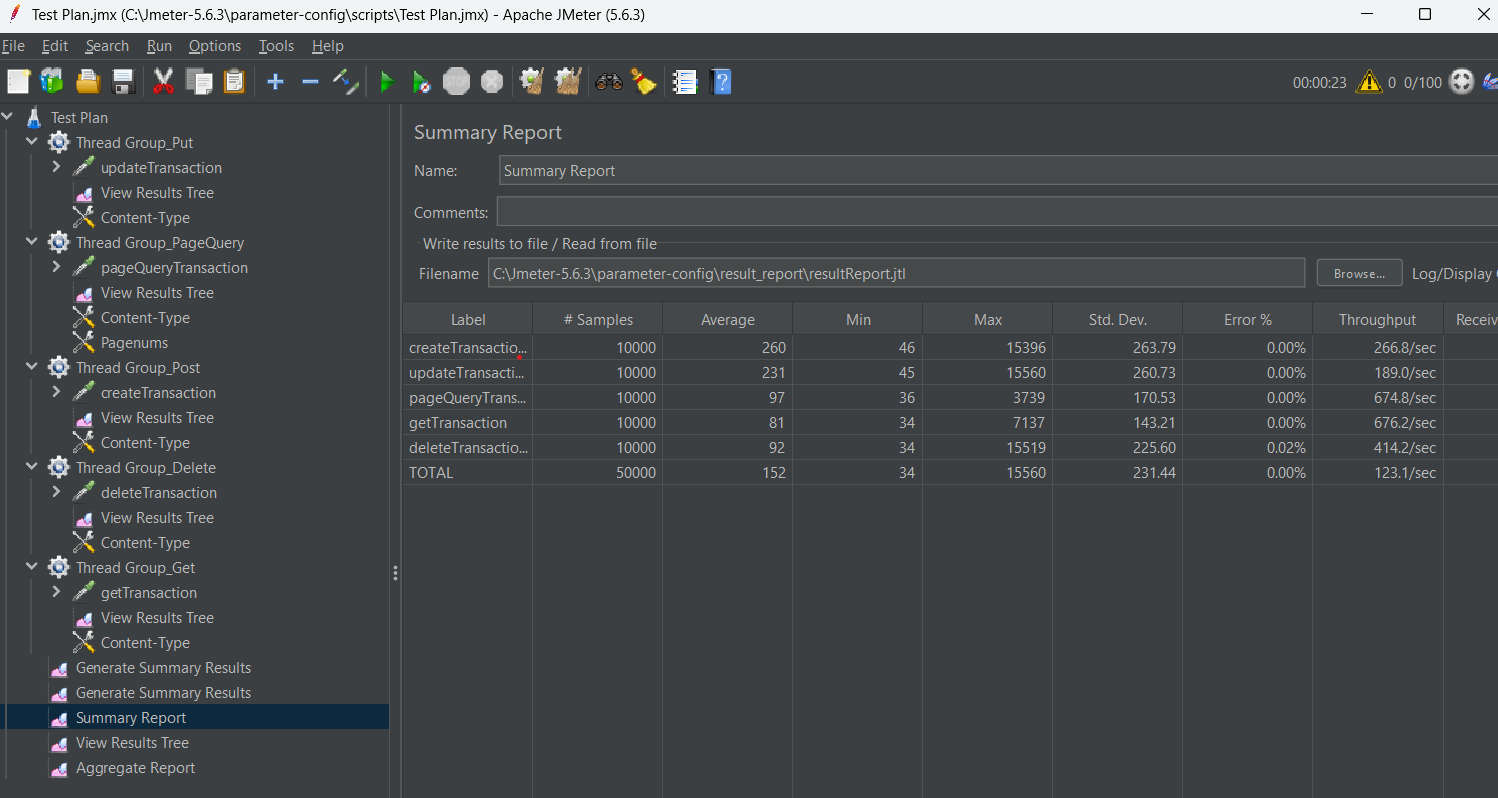 Test Plan.jmx (C:\Jmeter-5.6.3\parameter-config\scripts\Test Plan.jmx) - Apache JMeter (5.6.3)
File Edit Search Run Options Tools Help
STOP 00:00:23 0 0/100
Test Plan
Thread Group_Put
updateTransaction
View Results Tree
Content-Type
Thread Group_PageQuery
pageQueryTransaction
View Results Tree
Content-Type
Pagenums
Thread Group_Post
createTransaction
View Results Tree
Content-Type
Thread Group_Delete
deleteTransaction
View Results Tree
Content-Type
Thread Group_Get
getTransaction
View Results Tree
Content-Type
Generate Summary Results
Generate Summary Results
Summary Report
View Results Tree
Aggregate Report
Summary Report
Name: Summary Report
Comments:
Write results to file / Read from file
Filename C:\Jmeter-5.6.3\parameter-config\result_report\resultReport.jtl Browse... Log/Display
Label # Samples Average Min Max Std. Dev. Error % Throughput Receiv
createTransactio... 10000 260 46 15396 263.79 0.00% 266.8/sec
updateTransacti... 10000 231 45 15560 260.73 0.00% 189.0/sec
pageQueryTrans... 10000 97 36 3739 170.53 0.00% 674.8/sec
getTransaction 10000 81 34 7137 143.21 0.00% 676.2/sec
deleteTransactio... 10000 92 34 15519 225.60 0.02% 414.2/sec
TOTAL 50000 152 34 15560 231.44 0.00% 123.1/sec